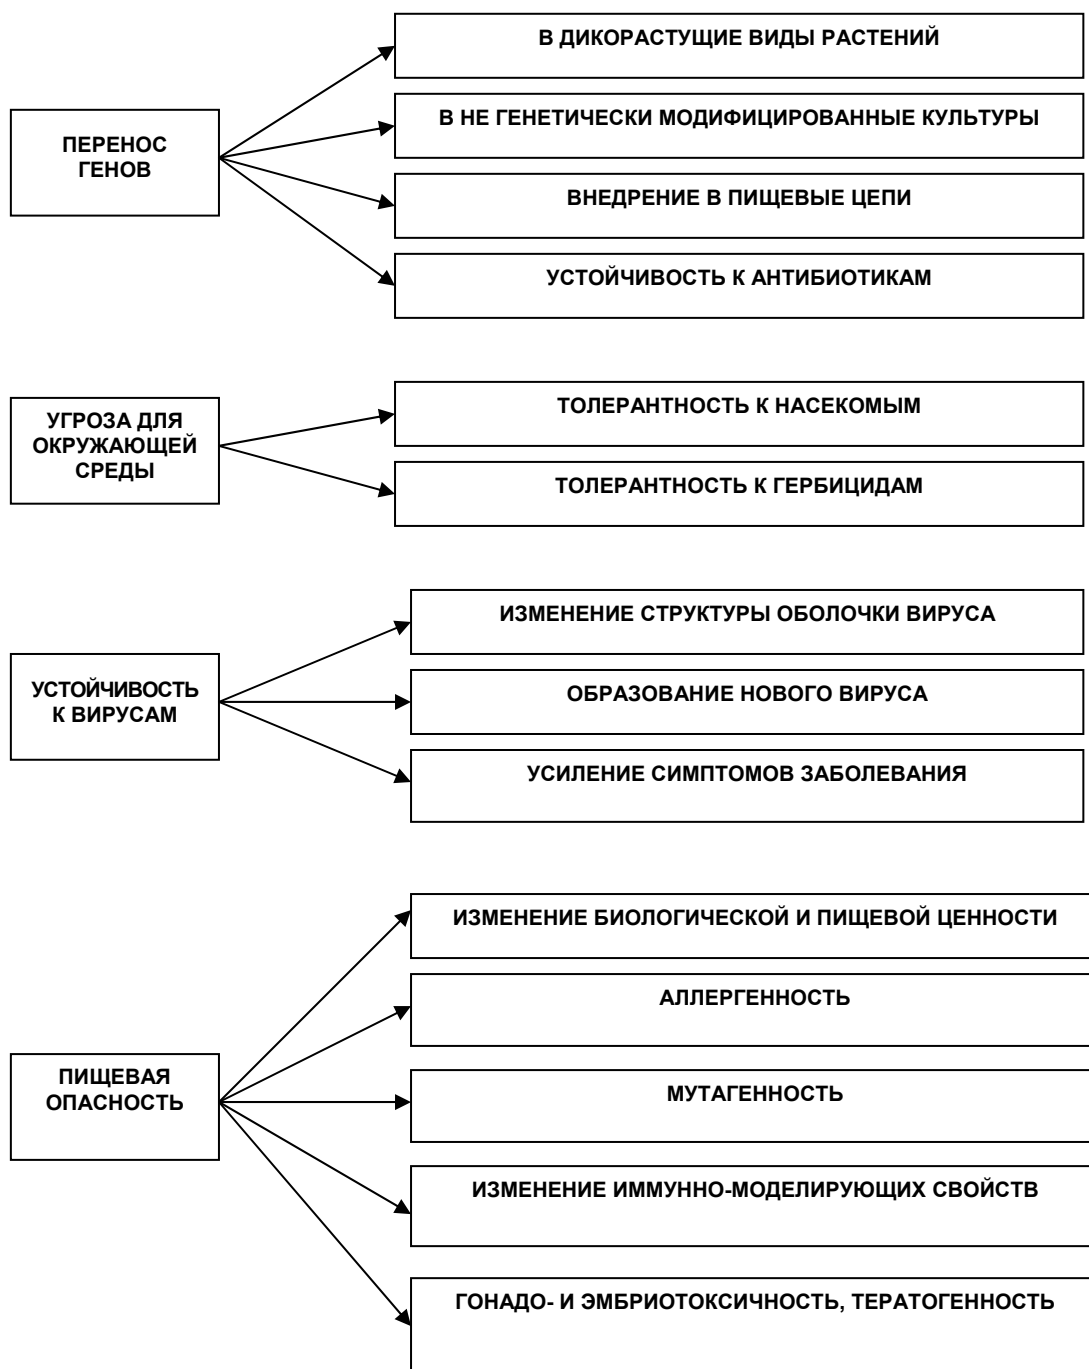 ПЕРЕНОС
ГЕНОВ
В ДИКОРАСТУЩИЕ ВИДЫ РАСТЕНИЙ
В НЕ ГЕНЕТИЧЕСКИ МОДИФИЦИРОВАННЫЕ КУЛЬТУРЫ
ВНЕДРЕНИЕ В ПИЩЕВЫЕ ЦЕПИ
УСТОЙЧИВОСТЬ К АНТИБИОТИКАМ
УГРОЗА ДЛЯ
ОКРУЖАЮЩЕЙ
СРЕДЫ
ТОЛЕРАНТНОСТЬ К НАСЕКОМЫМ
ТОЛЕРАНТНОСТЬ К ГЕРБИЦИДАМ
УСТОЙЧИВОСТЬ
К ВИРУСАМ
ИЗМЕНЕНИЕ СТРУКТУРЫ ОБОЛОЧКИ ВИРУСА
ОБРАЗОВАНИЕ НОВОГО ВИРУСА
УСИЛЕНИЕ СИМПТОМОВ ЗАБОЛЕВАНИЯ
ПИЩЕВАЯ
ОПАСНОСТЬ
ИЗМЕНЕНИЕ БИОЛОГИЧЕСКОЙ И ПИЩЕВОЙ ЦЕННОСТИ
АЛЛЕРГЕННОСТЬ
МУТАГЕННОСТЬ
ИЗМЕНЕНИЕ ИММУННО-МОДЕЛИРУЮЩИХ СВОЙСТВ
ГОНАДО- И ЭМБРИОТОКСИЧНОСТЬ, ТЕРАТОГЕННОСТЬ